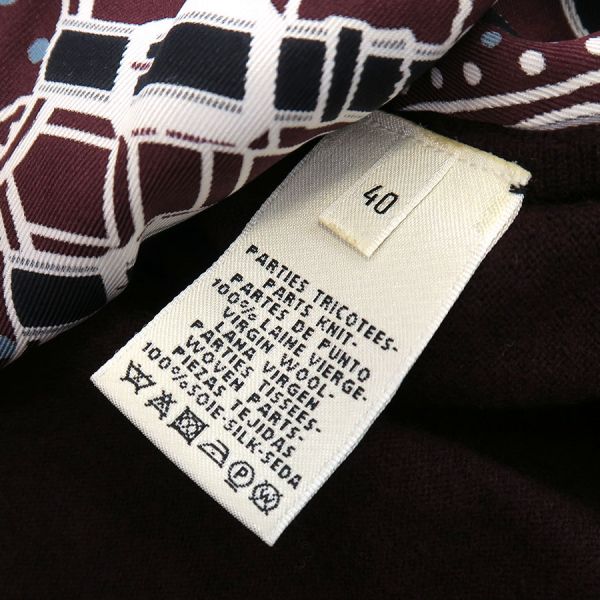 40
PARTIES TRICOTEES-
PARTS KNIT-
PARTES DE PUNTO
100% LAINE VIERGE-
VIRGIN WOOL-
LANA VIRGEN
PARTIES TISSEES-
WOVEN PARTS-
PIEZAS TEJIDAS
100%SOIE-SILK-SEDA
P W